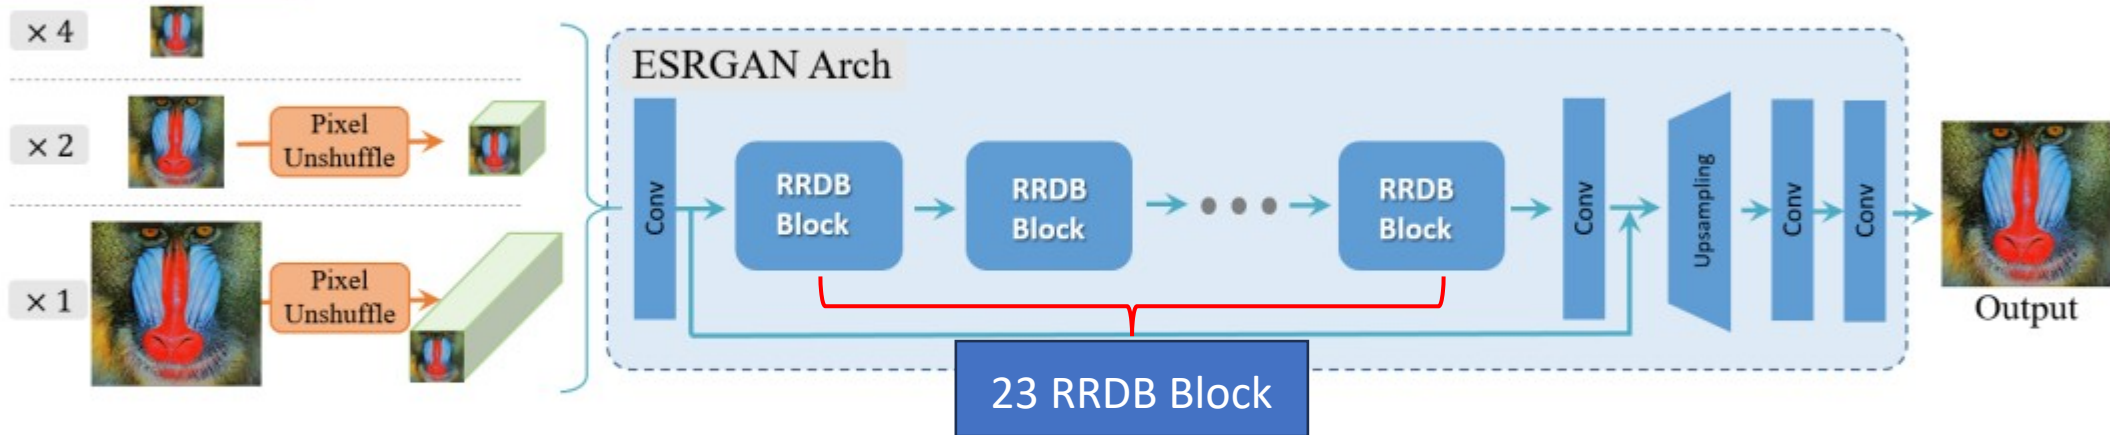 × 4
× 2
Pixel
Unshuffle
× 1
Pixel
Unshuffle
ESRGAN Arch
Conv
RRDB
Block
RRDB
Block
RRDB
Block
Conv
Upsampling
Conv
Conv
Output
23 RRDB Block